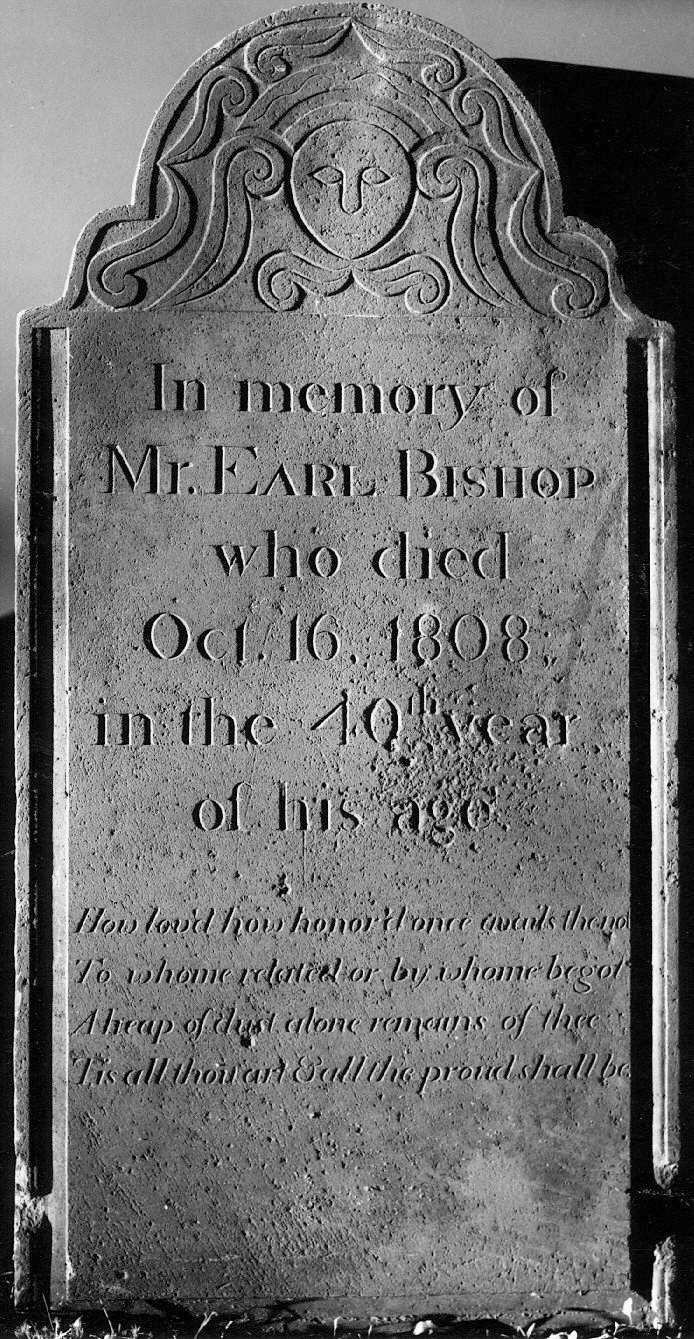 In memory of
Mr. EARL BISHOP
who died
Oct. 16, 1808,
in the 40th year
of his age.
How lov'd how honor'd once avails thenot
To whome related or by whome begot
A heap of dust alone remains of thee
Tis all thou art & all the proud shall be.